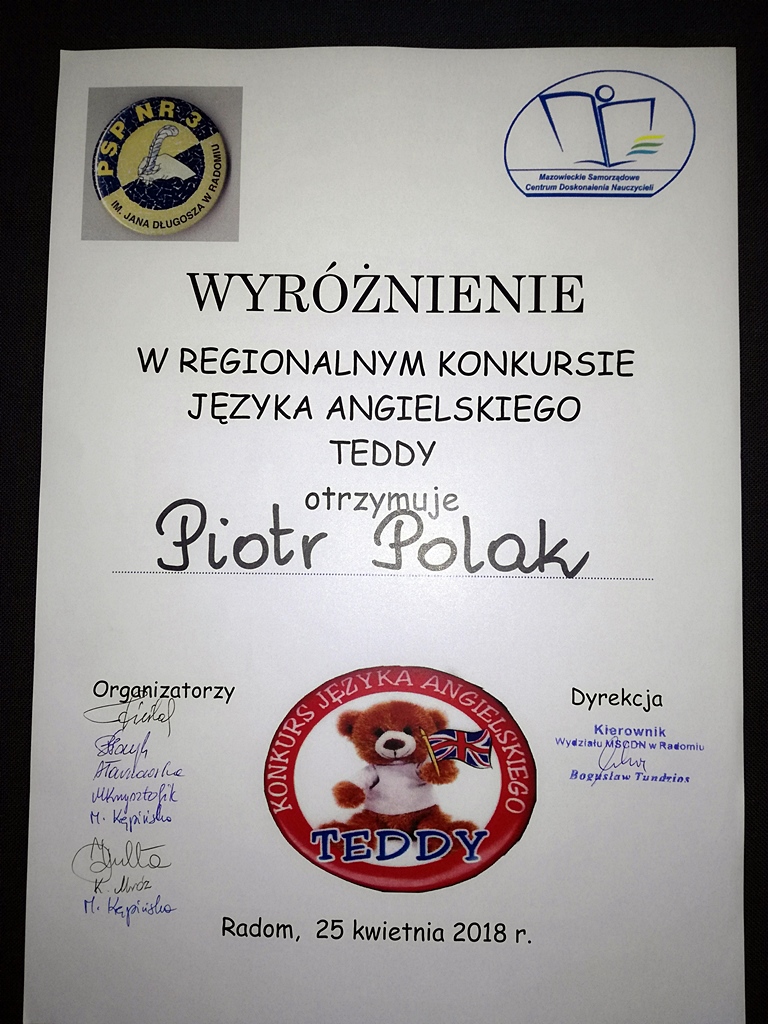 PSP NR 3
IM. JANA DŁUGOSZA W RADOMIU
Mazowieckie Samorządowe
Centrum Doskonalenia Nauczycieli
WYRÓŻNIENIE
W REGIONALNYM KONKURSIE
JĘZYKA ANGIELSKIEGO
TEDDY
otrzymuje
Piotr Polak
Organizatorzy
M. Kępińska
K. Mróz
M. Kępińska
KONKURS JĘZYKA ANGIELSKIEGO
TEDDY
Dyrekcja
Kierownik
Wydziału MSCDN w Radomiu
Bogusław Tundzios
Radom, 25 kwietnia 2018 r.